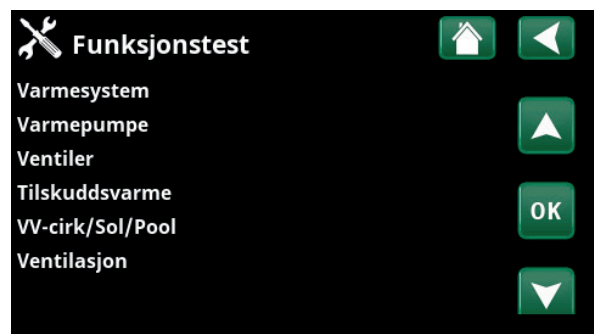 Funksjonstest
Varmesystem
Varmepumpe
Ventiler
Tilskuddsvarme
VV-cirk/Sol/Pool
Ventilasjon
OK